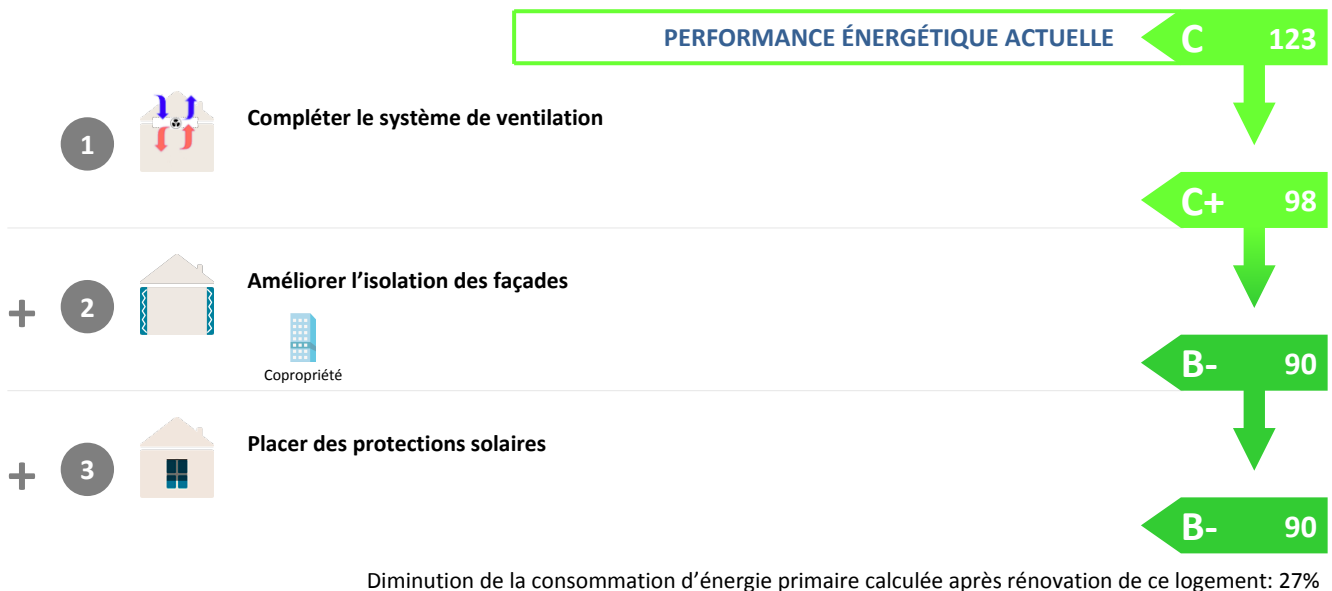 PERFORMANCE ÉNERGÉTIQUE ACTUELLE C 123
1 Compléter le système de ventilation
C+ 98
+ 2 Améliorer l’isolation des façades
Copropriété
B- 90
+ 3 Placer des protections solaires
B- 90
Diminution de la consommation d’énergie primaire calculée après rénovation de ce logement: 27%